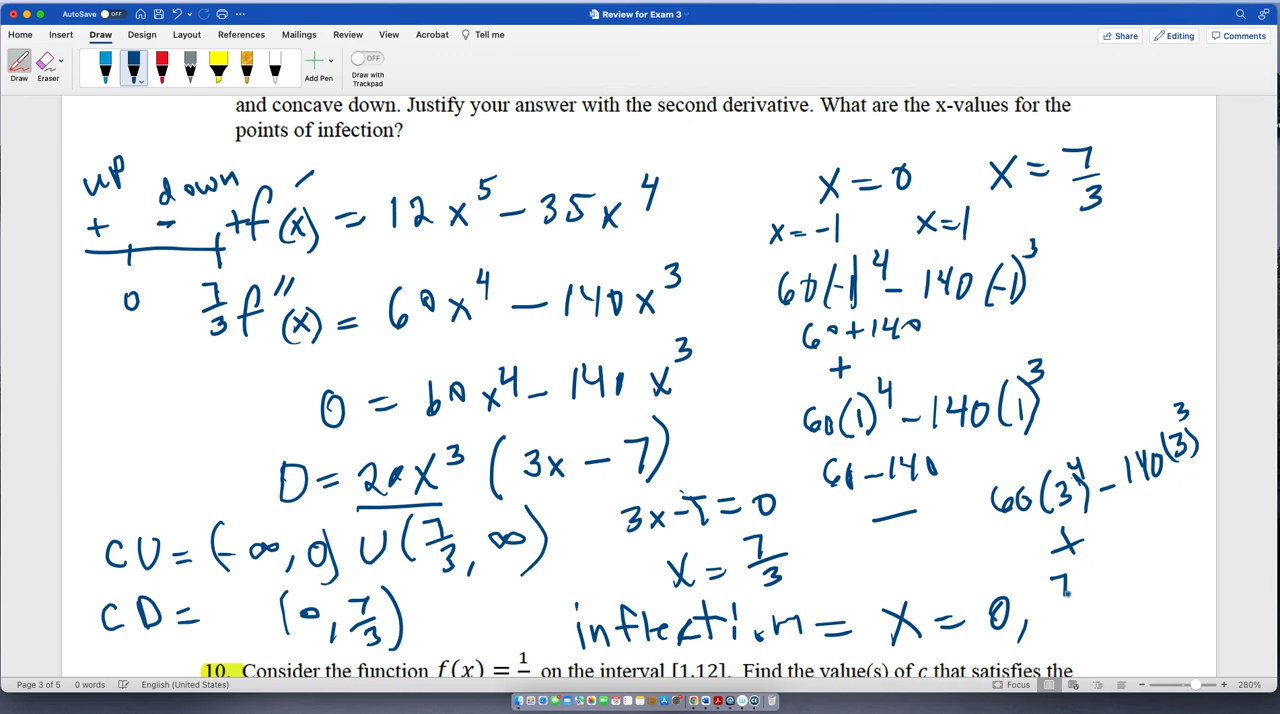 AutoSave OFF
Review for Exam 3
Home Insert Draw Design Layout References Mailings Review View Acrobat Tell me
Share Editing Comments
Draw Eraser Add Pen Draw with Trackpad OFF
and concave down. Justify your answer with the second derivative. What are the x-values for the
points of infection?
up down
+ - +
0 7/3
f'(x) = 12x^5 - 35x^4
f''(x) = 60x^4 - 140x^3
0 = 60x^4 - 140x^3
0 = 20x^3 (3x - 7)
CU = (-∞, 0) U (7/3, ∞)
CD = (0, 7/3)
x = 0 x = 7/3
x = -1 x = 1
60(-1)^4 - 140(-1)^3
60 + 140
+
60(1)^4 - 140(1)^3
60 - 140
-
60(3^4) - 140(3)^3
+
3x - 7 = 0
x = 7/3
inflection = x = 0, 7
10. Consider the function f(x) = 1 on the interval [1,12]. Find the value(s) of c that satisfies the
Page 3 of 5 0 words English (United States) Focus 280%